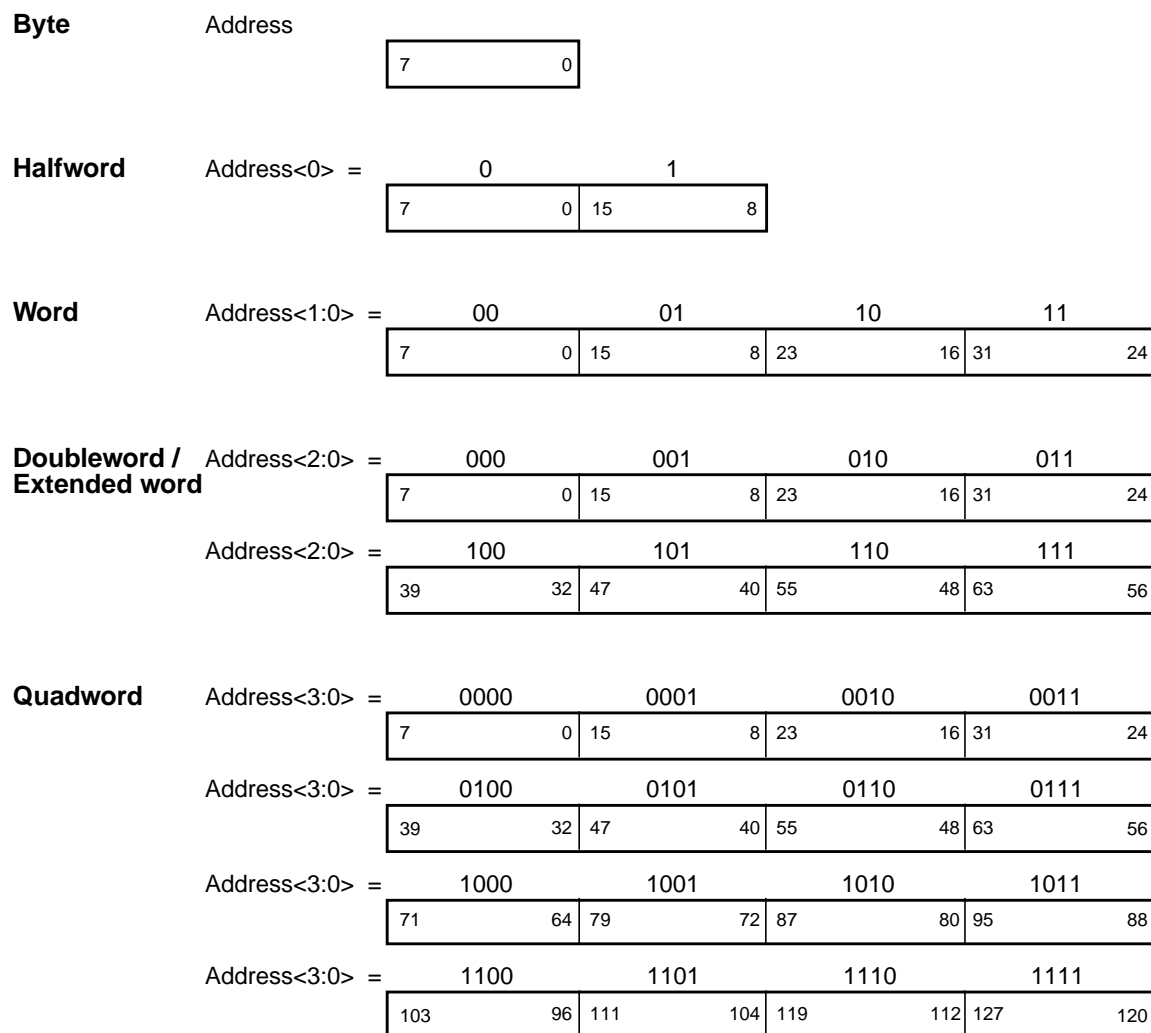 Byte Address
7 0
Halfword Address<0> = 0 1
7 0 15 8
Word Address<1:0> = 00 01 10 11
7 0 15 8 23 16 31 24
Doubleword / Address<2:0> = 000 001 010 011
Extended word
7 0 15 8 23 16 31 24
Address<2:0> = 100 101 110 111
39 32 47 40 55 48 63 56
Quadword Address<3:0> = 0000 0001 0010 0011
7 0 15 8 23 16 31 24
Address<3:0> = 0100 0101 0110 0111
39 32 47 40 55 48 63 56
Address<3:0> = 1000 1001 1010 1011
71 64 79 72 87 80 95 88
Address<3:0> = 1100 1101 1110 1111
103 96 111 104 119 112 127 120